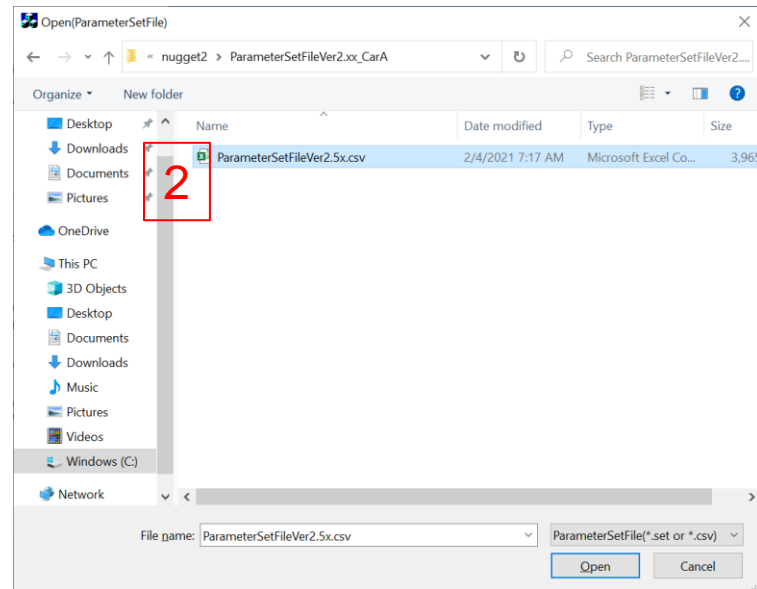 Open(ParameterSetFile)
« nugget2 > ParameterSetFileVer2.xx_CarA
Search ParameterSetFileVer2....
Organize
New folder
Name
Date modified
Type
Size
ParameterSetFileVer2.5x.csv
2/4/2021 7:17 AM
Microsoft Excel Co...
3,965
2
Desktop
Downloads
Documents
Pictures
OneDrive
This PC
3D Objects
Desktop
Documents
Downloads
Music
Pictures
Videos
Windows (C:)
Network
File name:
ParameterSetFileVer2.5x.csv
ParameterSetFile(*.set or *.csv)
Open
Cancel